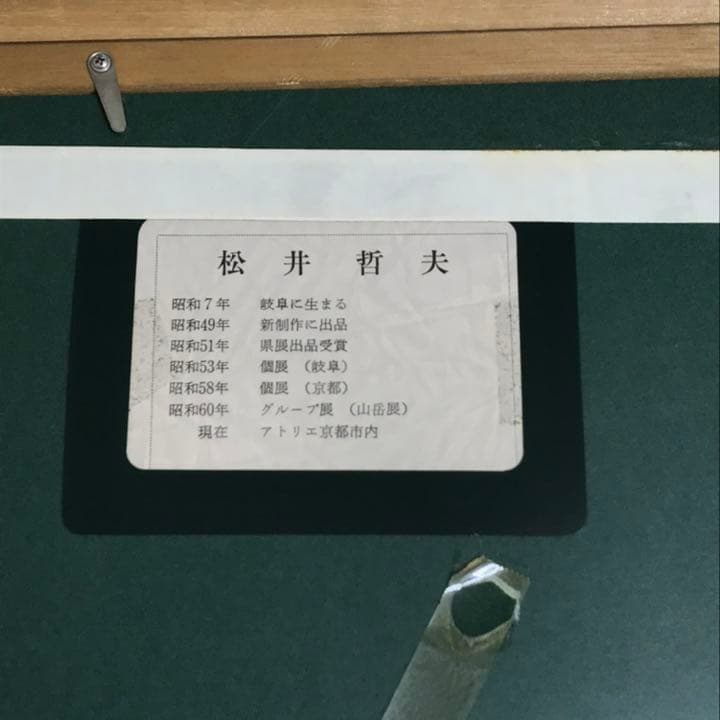 松井哲夫
昭和7年 岐阜に生まる
昭和49年 新制作に出品
昭和51年 県展出品受賞
昭和53年 個展 (岐阜)
昭和58年 個展 (京都)
昭和60年 グループ展 (山岳展)
現在 アトリエ京都市内